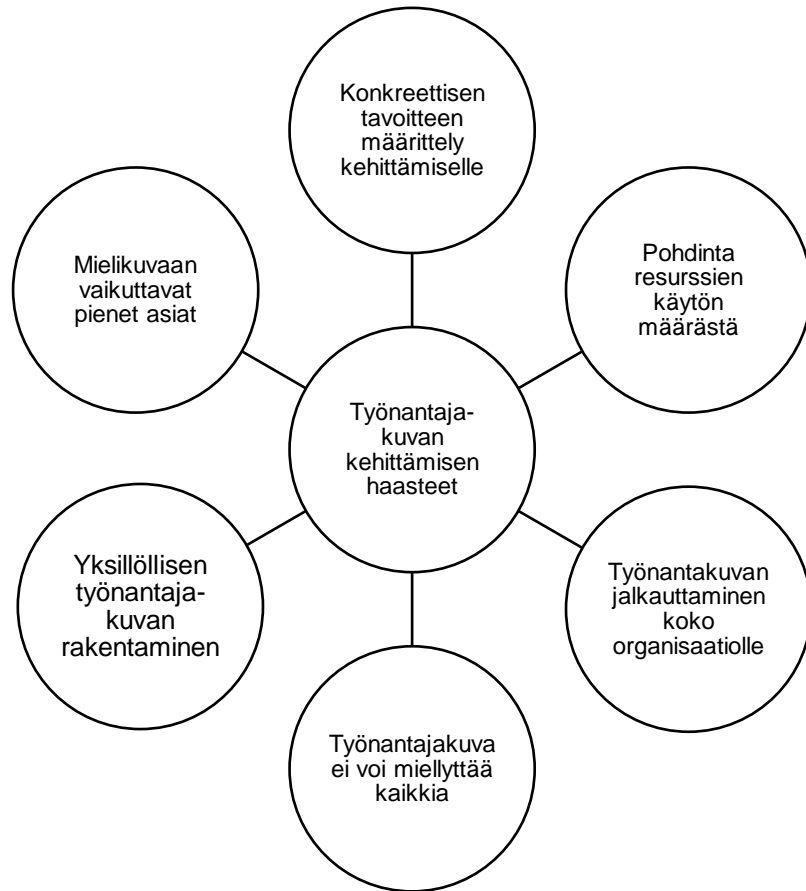 Konkreettisen
tavoitteen
määrittely
kehittämiselle
Pohdinta
resurssien
käytön
määrästä
Mielikuvaan
vaikuttavat
pienet asiat
Työnantaja-
kuvan
kehittämisen
haasteet
Yksillöllisen
työnantaja-
kuvan
rakentaminen
Työnantakuvan
jalkauttaminen
koko
organisaatiolle
Työnantajakuva
ei voi miellyttää
kaikkia